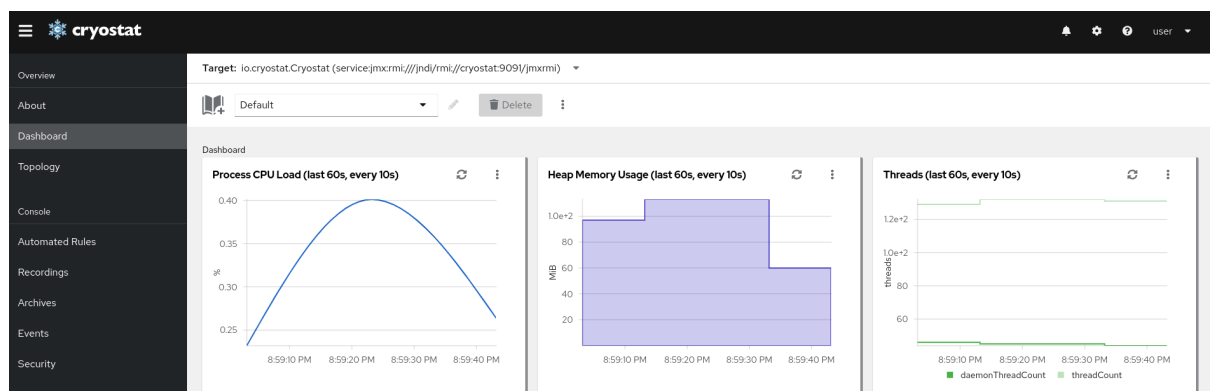 cryostat
user
Overview
About
Dashboard
Topology
Console
Automated Rules
Recordings
Archives
Events
Security
Target: io.cryostat.Cryostat (service:jmx:rmi:///jndi/rmi://cryostat:9091/jmxrmi)
Default
Delete
Dashboard
Process CPU Load (last 60s, every 10s)
0.40
0.35
%
0.30
0.25
8:59:10 PM 8:59:20 PM 8:59:30 PM 8:59:40 PM
Heap Memory Usage (last 60s, every 10s)
1.0e+2
80
MiB
60
40
20
8:59:10 PM 8:59:20 PM 8:59:30 PM 8:59:40 PM
Threads (last 60s, every 10s)
1.2e+2
1.0e+2
threads
80
60
8:59:10 PM 8:59:20 PM 8:59:30 PM 8:59:40 PM
daemonThreadCount threadCount